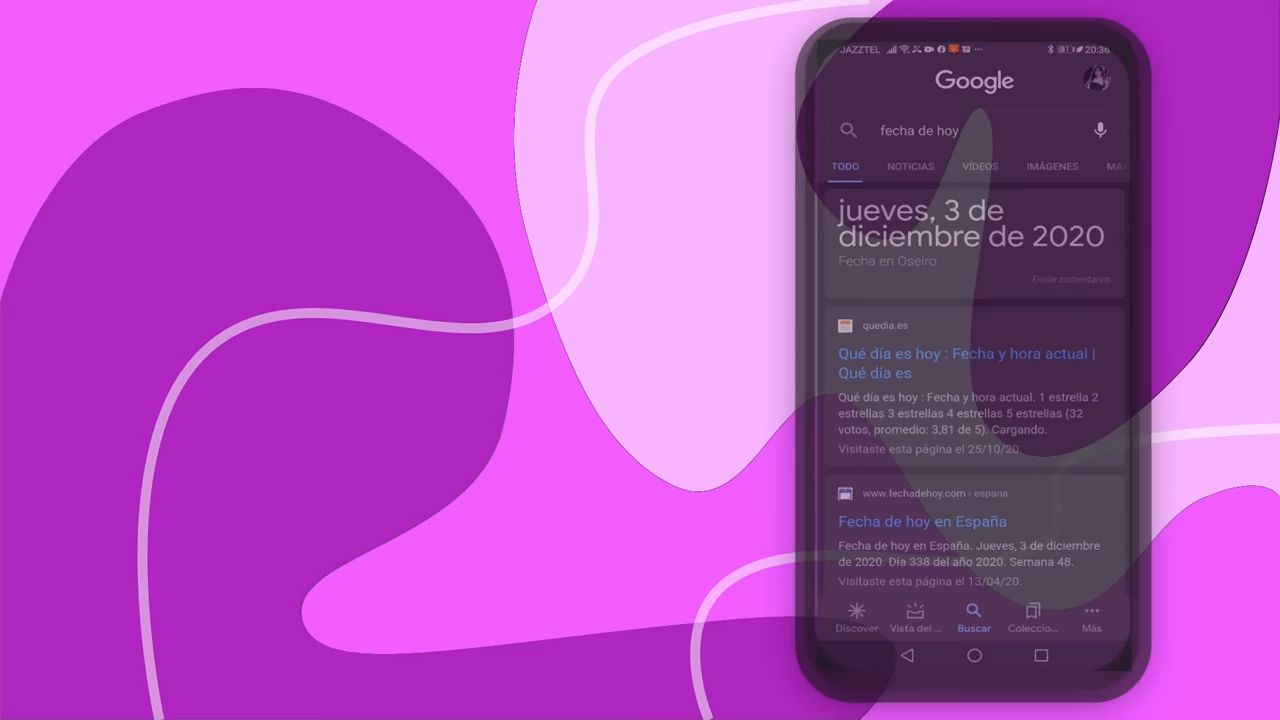 JAZZTEL 20:36
Google
fecha de hoy
TODO NOTICIAS VÍDEOS IMÁGENES
jueves, 3 de
diciembre de 2020
Fecha en Oseiro
Enviar comentarios
quedia.es
Qué día es hoy : Fecha y hora actual |
Qué día es
Qué día es hoy : Fecha y hora actual. 1 estrella 2
estrellas 3 estrellas 4 estrellas 5 estrellas (32
votos, promedio: 3,81 de 5). Cargando.
Visitaste esta página el 25/10/20.
www.fechadehoy.com › espana
Fecha de hoy en España
Fecha de hoy en España. Jueves, 3 de diciembre
de 2020. Día 338 del año 2020. Semana 48.
Visitaste esta página el 13/04/20.
Discover Vista del ... Buscar Coleccio... Más